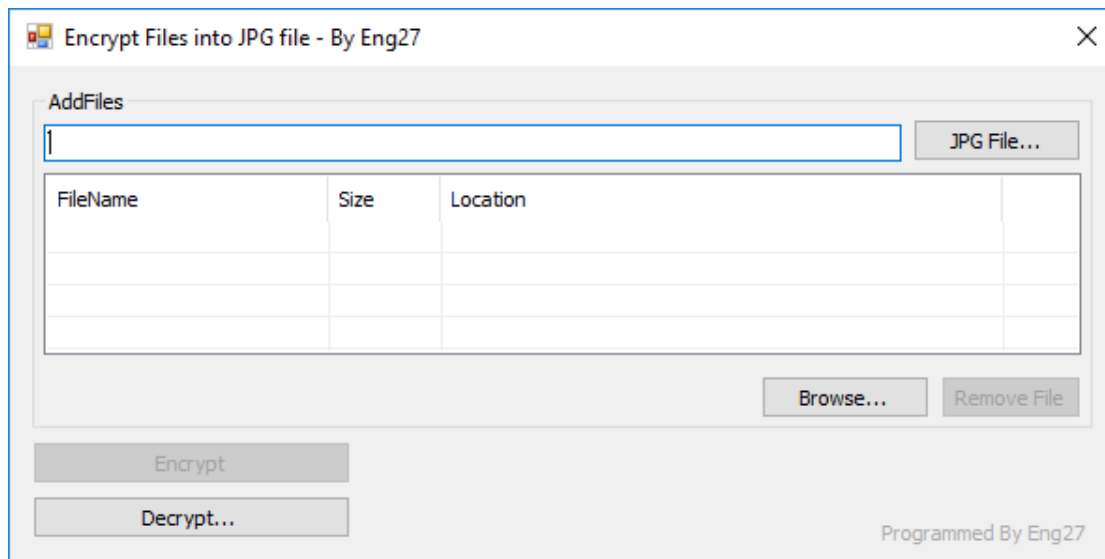 Encrypt Files into JPG file - By Eng27
AddFiles
JPG File...
FileName Size Location
Browse... Remove File
Encrypt
Decrypt...
Programmed By Eng27